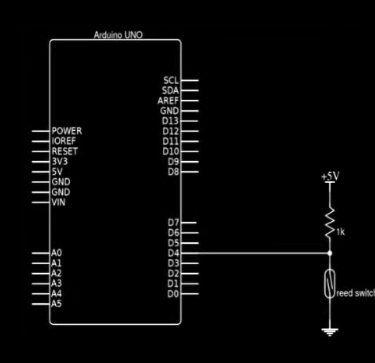 Arduino UNO
SCL
SDA
AREF
GND
D13
D12
D11
D10
D9
D8
POWER
IOREF
RESET
3V3
5V
GND
GND
VIN
D7
D6
D5
D4
D3
D2
D1
D0
A0
A1
A2
A3
A4
A5
+5V
1k
reed switch